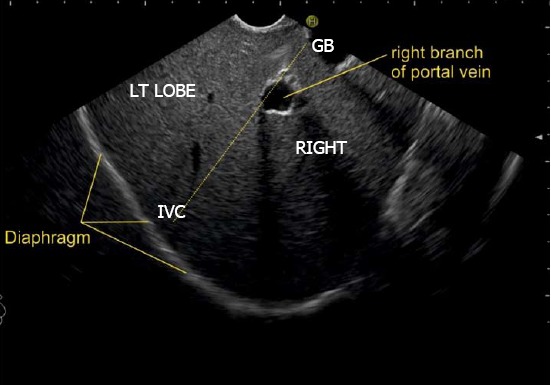 GB
right branch
of portal vein
LT LOBE
RIGHT
IVC
Diaphragm